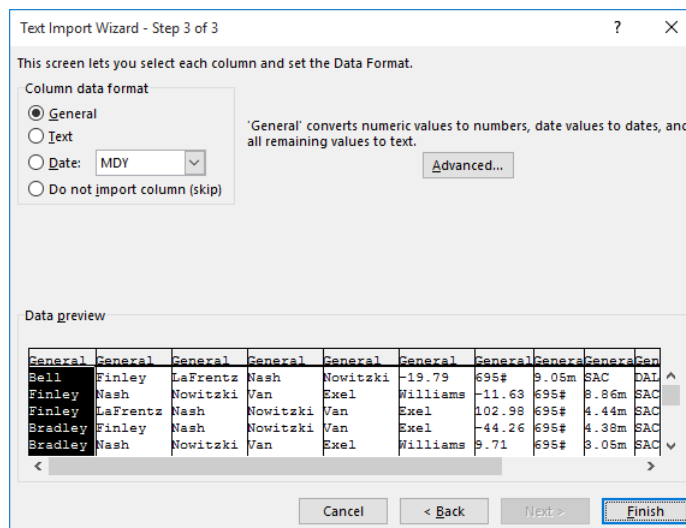 Text Import Wizard - Step 3 of 3 ? ×
This screen lets you select each column and set the Data Format.
Column data format
General
Text
Date: MDY
Do not import column (skip)
'General' converts numeric values to numbers, date values to dates, and
all remaining values to text.
Advanced...
Data preview
General General General General General General General Genera Genera Gen
Bell Finley LaFrentz Nash Nowitzki -19.79 695# 9.05m SAC DAL
Finley Nash Nowitzki Van Exel Williams -11.63 695# 8.86m SAC
Finley LaFrentz Nash Nowitzki Van Exel 102.98 695# 4.44m SAC
Bradley Finley Nash Nowitzki Van Exel -44.26 695# 4.38m SAC
Bradley Nash Nowitzki Van Exel Williams 9.71 695# 3.05m SAC
Cancel < Back Next > Finish